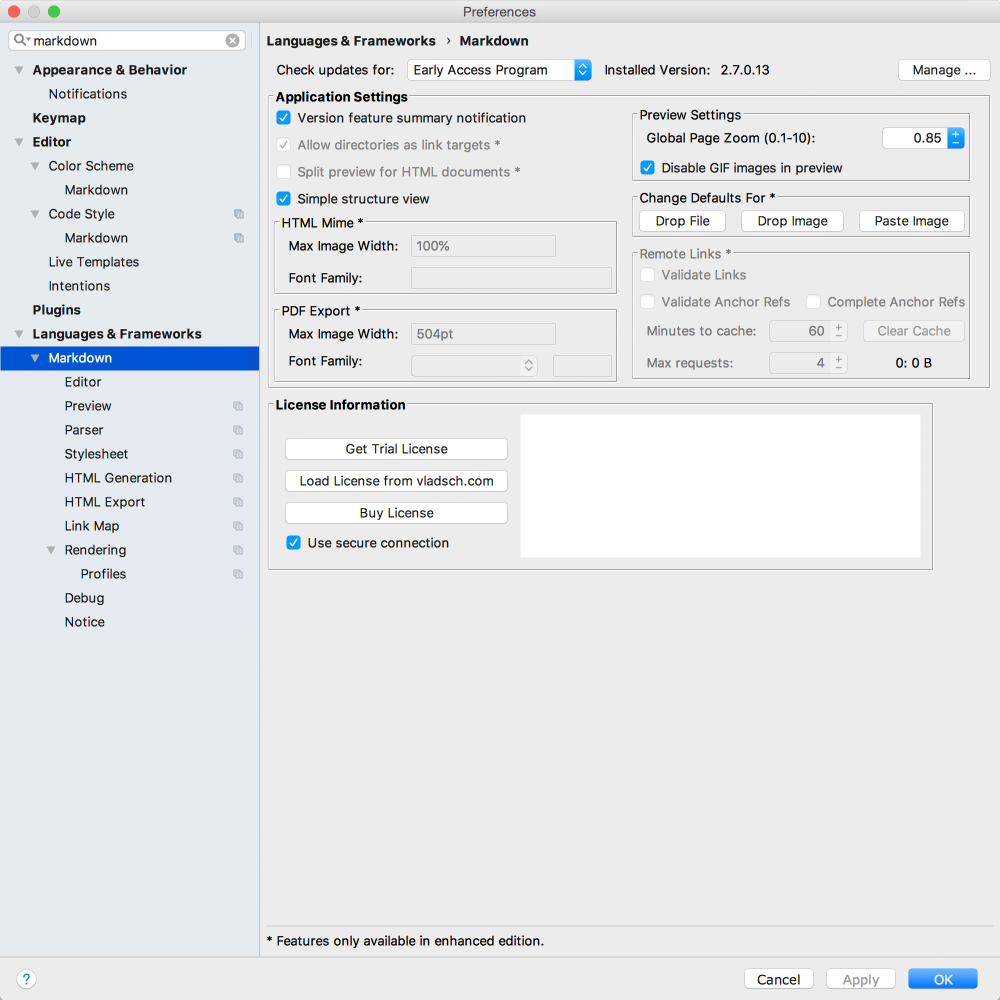 Preferences
markdown
Appearance & Behavior
Notifications
Keymap
Editor
Color Scheme
Markdown
Code Style
Markdown
Live Templates
Intentions
Plugins
Languages & Frameworks
Markdown
Editor
Preview
Parser
Stylesheet
HTML Generation
HTML Export
Link Map
Rendering
Profiles
Debug
Notice
Languages & Frameworks › Markdown
Check updates for: Early Access Program Installed Version: 2.7.0.13 Manage ...
Application Settings
Version feature summary notification
Allow directories as link targets *
Split preview for HTML documents *
Simple structure view
HTML Mime *
Max Image Width: 100%
Font Family:
PDF Export *
Max Image Width: 504pt
Font Family:
Preview Settings
Global Page Zoom (0.1-10): 0.85
Disable GIF images in preview
Change Defaults For *
Drop File Drop Image Paste Image
Remote Links *
Validate Links
Validate Anchor Refs Complete Anchor Refs
Minutes to cache: 60 Clear Cache
Max requests: 4 0: 0 B
License Information
Get Trial License
Load License from vladsch.com
Buy License
Use secure connection
* Features only available in enhanced edition.
? Cancel Apply OK